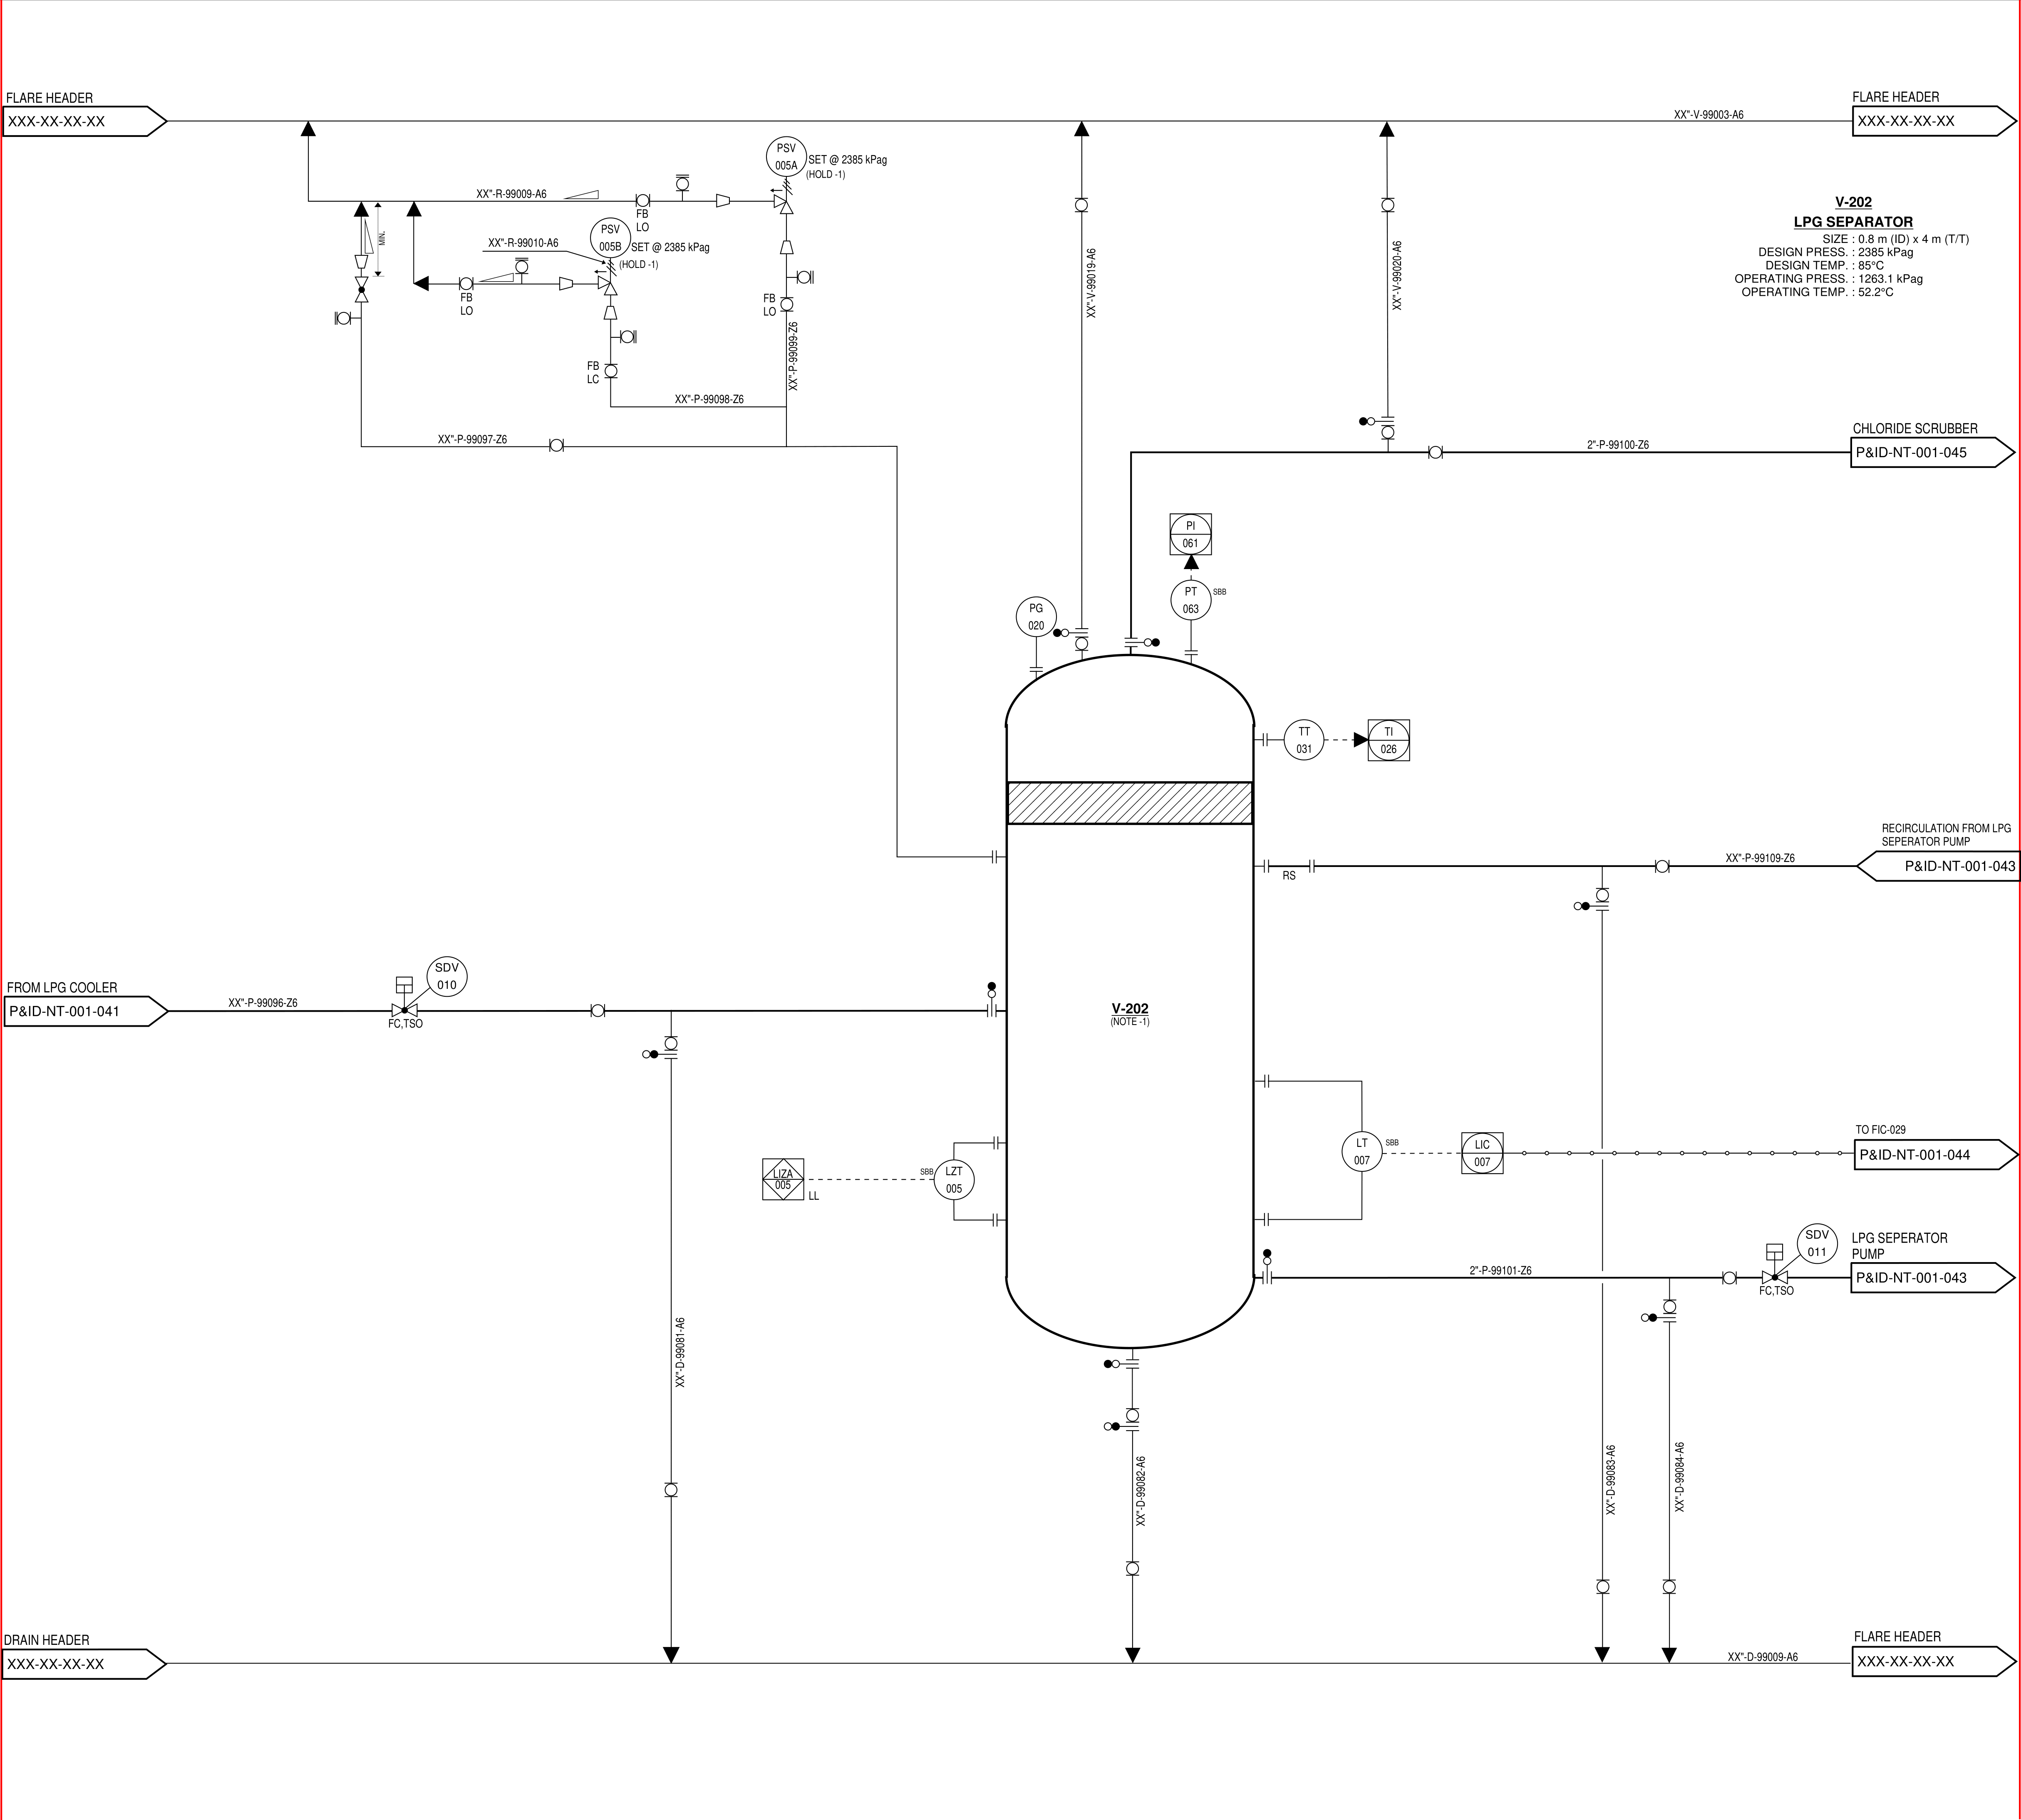 FLARE HEADER
XXX-XX-XX-XX
XX"-V-99003-A6
FLARE HEADER
XXX-XX-XX-XX
PSV
005A
SET @ 2385 kPag
(HOLD -1)
XX"-R-99009-A6
FB
LO
MIN.
XX"-R-99010-A6
PSV
005B
SET @ 2385 kPag
(HOLD -1)
FB
LO
FB
LO
FB
LC
XX"-P-99099-Z6
XX"-P-99098-Z6
XX"-P-99097-Z6
XX"-V-99019-A6
XX"-V-99020-A6
V-202
LPG SEPARATOR
SIZE : 0.8 m (ID) x 4 m (T/T)
DESIGN PRESS. : 2385 kPag
DESIGN TEMP. : 85°C
OPERATING PRESS. : 1263.1 kPag
OPERATING TEMP. : 52.2°C
2"-P-99100-Z6
CHLORIDE SCRUBBER
P&ID-NT-001-045
PI
061
PT
063
SBB
PG
020
TT
031
TI
026
RECIRCULATION FROM LPG
SEPERATOR PUMP
P&ID-NT-001-043
XX"-P-99109-Z6
RS
FROM LPG COOLER
P&ID-NT-001-041
XX"-P-99096-Z6
SDV
010
FC,TSO
V-202
(NOTE -1)
LIZA
005
LL
SBB
LZT
005
LT
007
SBB
LIC
007
TO FIC-029
P&ID-NT-001-044
2"-P-99101-Z6
SDV
011
FC,TSO
LPG SEPERATOR
PUMP
P&ID-NT-001-043
XX"-D-99081-A6
XX"-D-99082-A6
XX"-D-99083-A6
XX"-D-99084-A6
DRAIN HEADER
XXX-XX-XX-XX
XX"-D-99009-A6
FLARE HEADER
XXX-XX-XX-XX